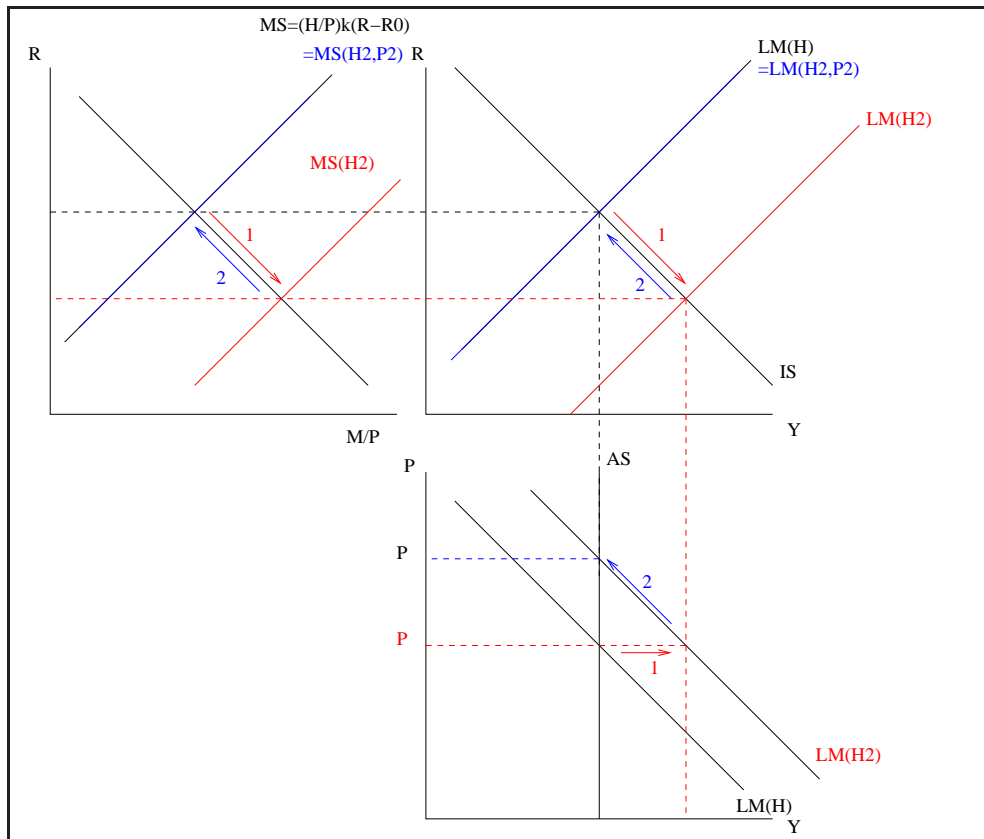 MS=(H/P)k(R−R0)
=MS(H2,P2)
R
MS(H2)
1
2
M/P
R
LM(H)
=LM(H2,P2)
LM(H2)
1
2
IS
Y
P
AS
P
2
P
1
LM(H2)
LM(H)
Y